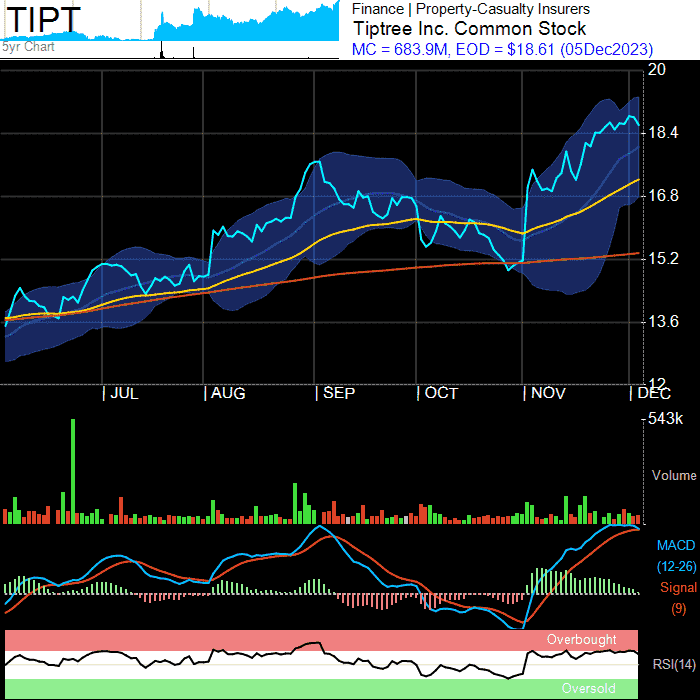 TIPT
5yr Chart
Finance | Property-Casualty Insurers
Tiptree Inc. Common Stock
MC = 683.9M, EOD = $18.61 (05Dec2023)
20
18.4
16.8
15.2
13.6
12
| JUL | AUG | SEP | OCT | NOV | DEC
543k
Volume
MACD
(12-26)
Signal
(9)
Overbought
RSI(14)
Oversold